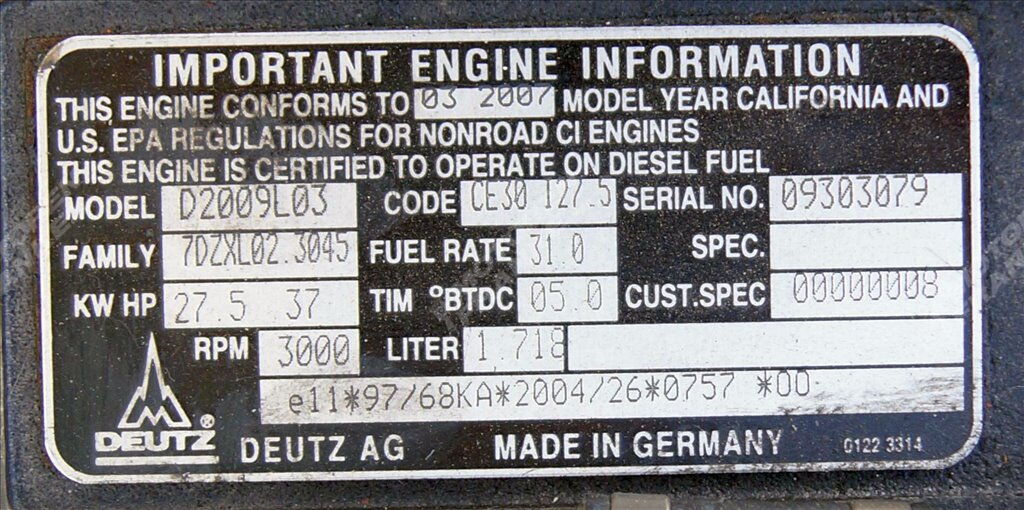 IMPORTANT ENGINE INFORMATION
THIS ENGINE CONFORMS TO 03 2007 MODEL YEAR CALIFORNIA AND
U.S. EPA REGULATIONS FOR NONROAD CI ENGINES
THIS ENGINE IS CERTIFIED TO OPERATE ON DIESEL FUEL
MODEL D2009L03 CODE CE30 127.5 SERIAL NO. 09303079
FAMILY 7DZXL02.3045 FUEL RATE 31.0 SPEC.
KW HP 27.5 37 TIM °BTDC 05.0 CUST.SPEC 00000008
RPM 3000 LITER 1.718
e11*97/68KA*2004/26*0757 *00
DEUTZ® DEUTZ AG MADE IN GERMANY 0122 3314